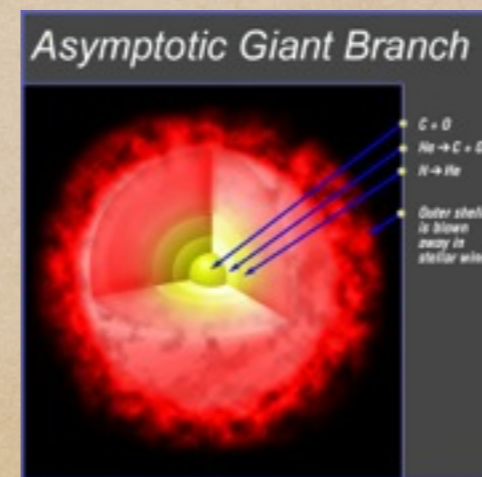 Asymptotic Giant Branch
C + O
He → C + O
H → He
Outer shell
is blown
away in
stellar wind